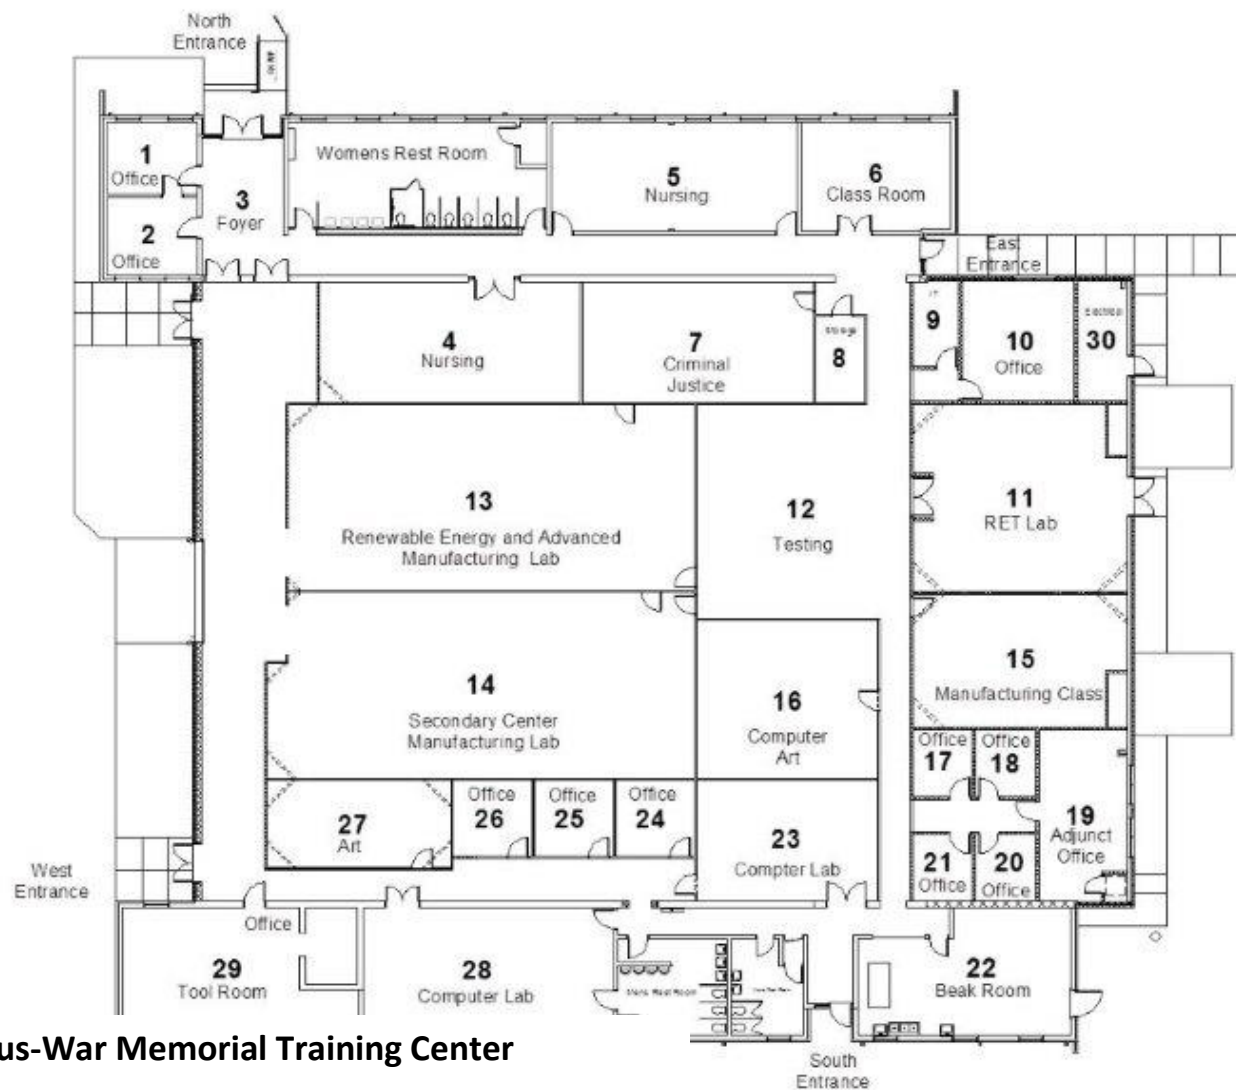 North
Entrance
1
Office
Womens Rest Room
3
Foyer
5
Nursing
6
Class Room
2
Office
East
Entrance
4
Nursing
7
Criminal
Justice
Storage
8
9
10
Office
Electrical
30
13
Renewable Energy and Advanced
Manufacturing Lab
12
Testing
11
RET Lab
14
Secondary Center
Manufacturing Lab
16
Computer
Art
15
Manufacturing Class
Office
17
Office
18
27
Art
Office
26
Office
25
Office
24
23
Compter Lab
19
Adjunct
Office
21
Office
20
Office
West
Entrance
Office
29
Tool Room
28
Computer Lab
Mens Rest Room
22
Beak Room
us-War Memorial Training Center
South
Entrance